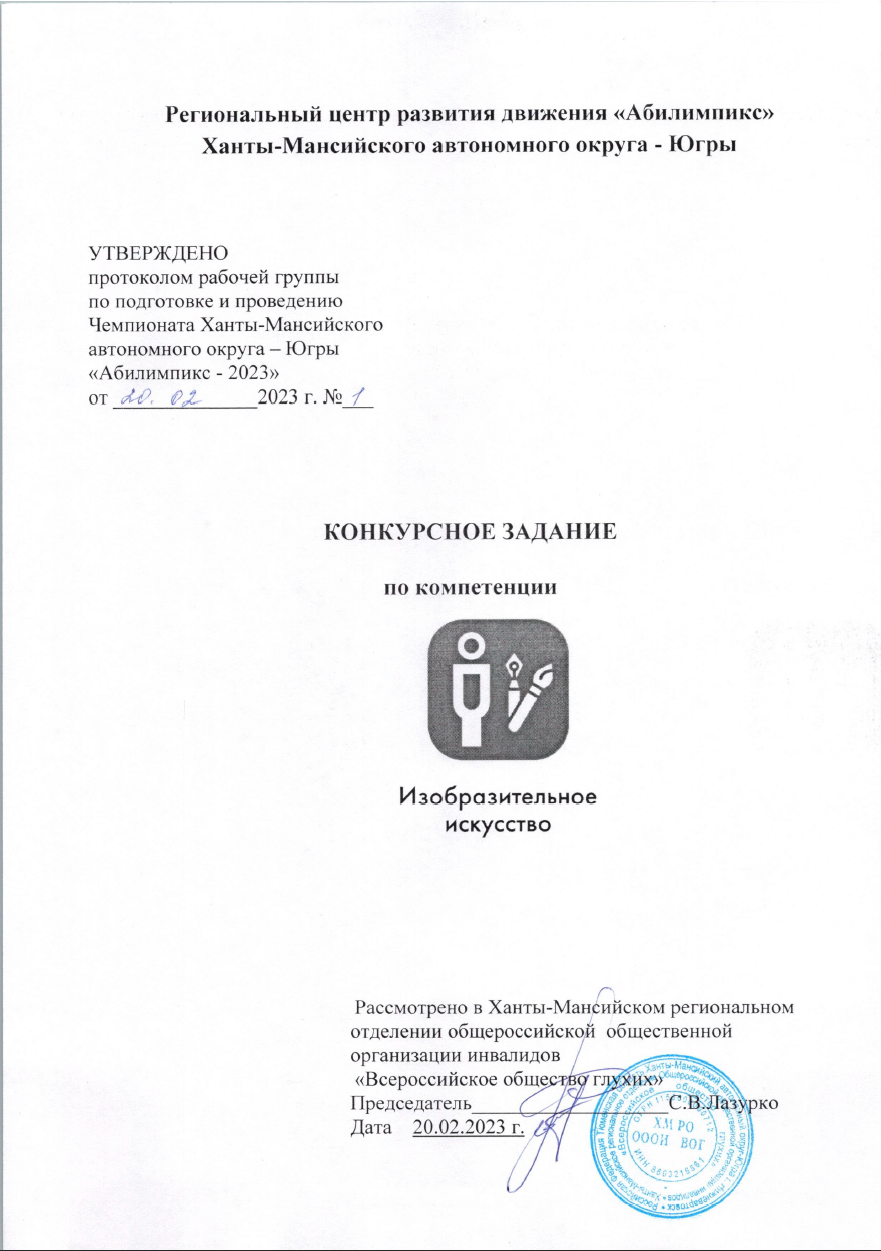 Региональный центр развития движения «Абилимпикс»
Ханты-Мансийского автономного округа - Югры
УТВЕРЖДЕНО
протоколом рабочей группы
по подготовке и проведению
Чемпионата Ханты-Мансийского
автономного округа – Югры
«Абилимпикс - 2023»
от 20. 02 2023 г. № 1
КОНКУРСНОЕ ЗАДАНИЕ
по компетенции
Изобразительное
искусство
Рассмотрено в Ханты-Мансийском региональном
отделении общероссийской общественной
организации инвалидов
«Всероссийское общество глухих»
Председатель____________________С.В.Лазурко
Дата 20.02.2023 г.
ХМ РО
ОООИ ВОГ